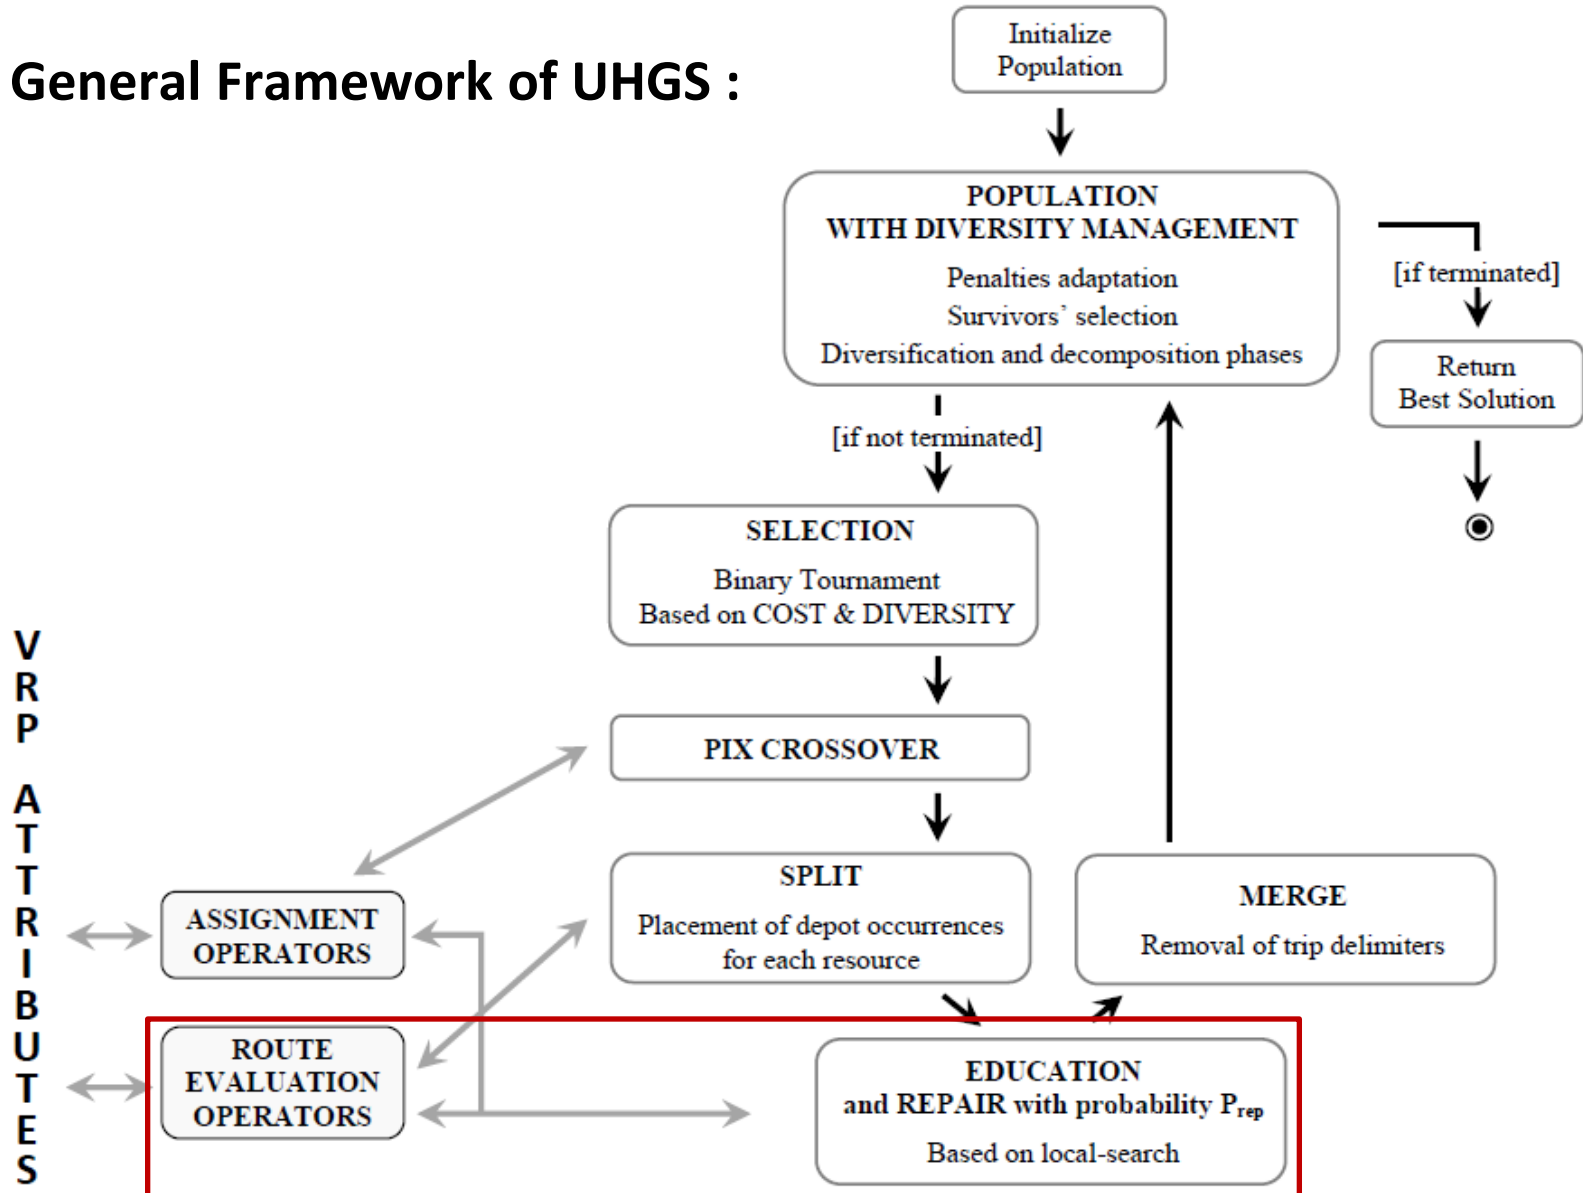 General Framework of UHGS :
Initialize
Population
POPULATION
WITH DIVERSITY MANAGEMENT
Penalties adaptation
Survivors’ selection
Diversification and decomposition phases
[if terminated]
Return
Best Solution
[if not terminated]
SELECTION
Binary Tournament
Based on COST & DIVERSITY
PIX CROSSOVER
SPLIT
Placement of depot occurrences
for each resource
MERGE
Removal of trip delimiters
VRP ATTRIBUTES
ASSIGNMENT
OPERATORS
ROUTE
EVALUATION
OPERATORS
EDUCATION
and REPAIR with probability Prep
Based on local-search